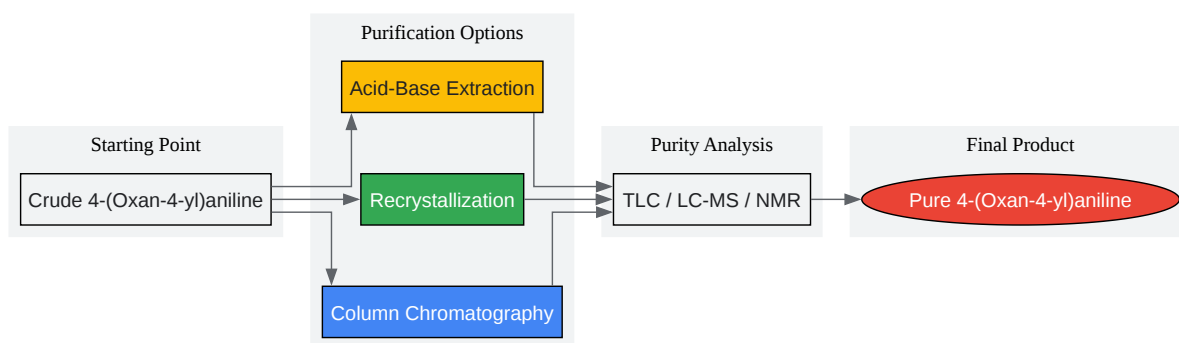 Starting Point
Crude 4-(Oxan-4-yl)aniline
Purification Options
Acid-Base Extraction
Recrystallization
Column Chromatography
Purity Analysis
TLC / LC-MS / NMR
Final Product
Pure 4-(Oxan-4-yl)aniline